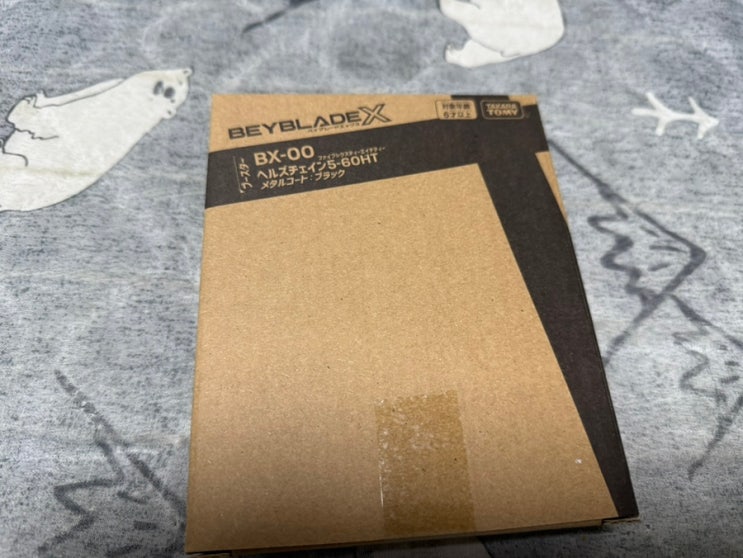 BEYBLADE X
ベイブレードエックス
対象年齢
6才以上
TAKARA
TOMY
ブースター
BX-00
ヘルズチェイン5-60HT
メタルコート:ブラック